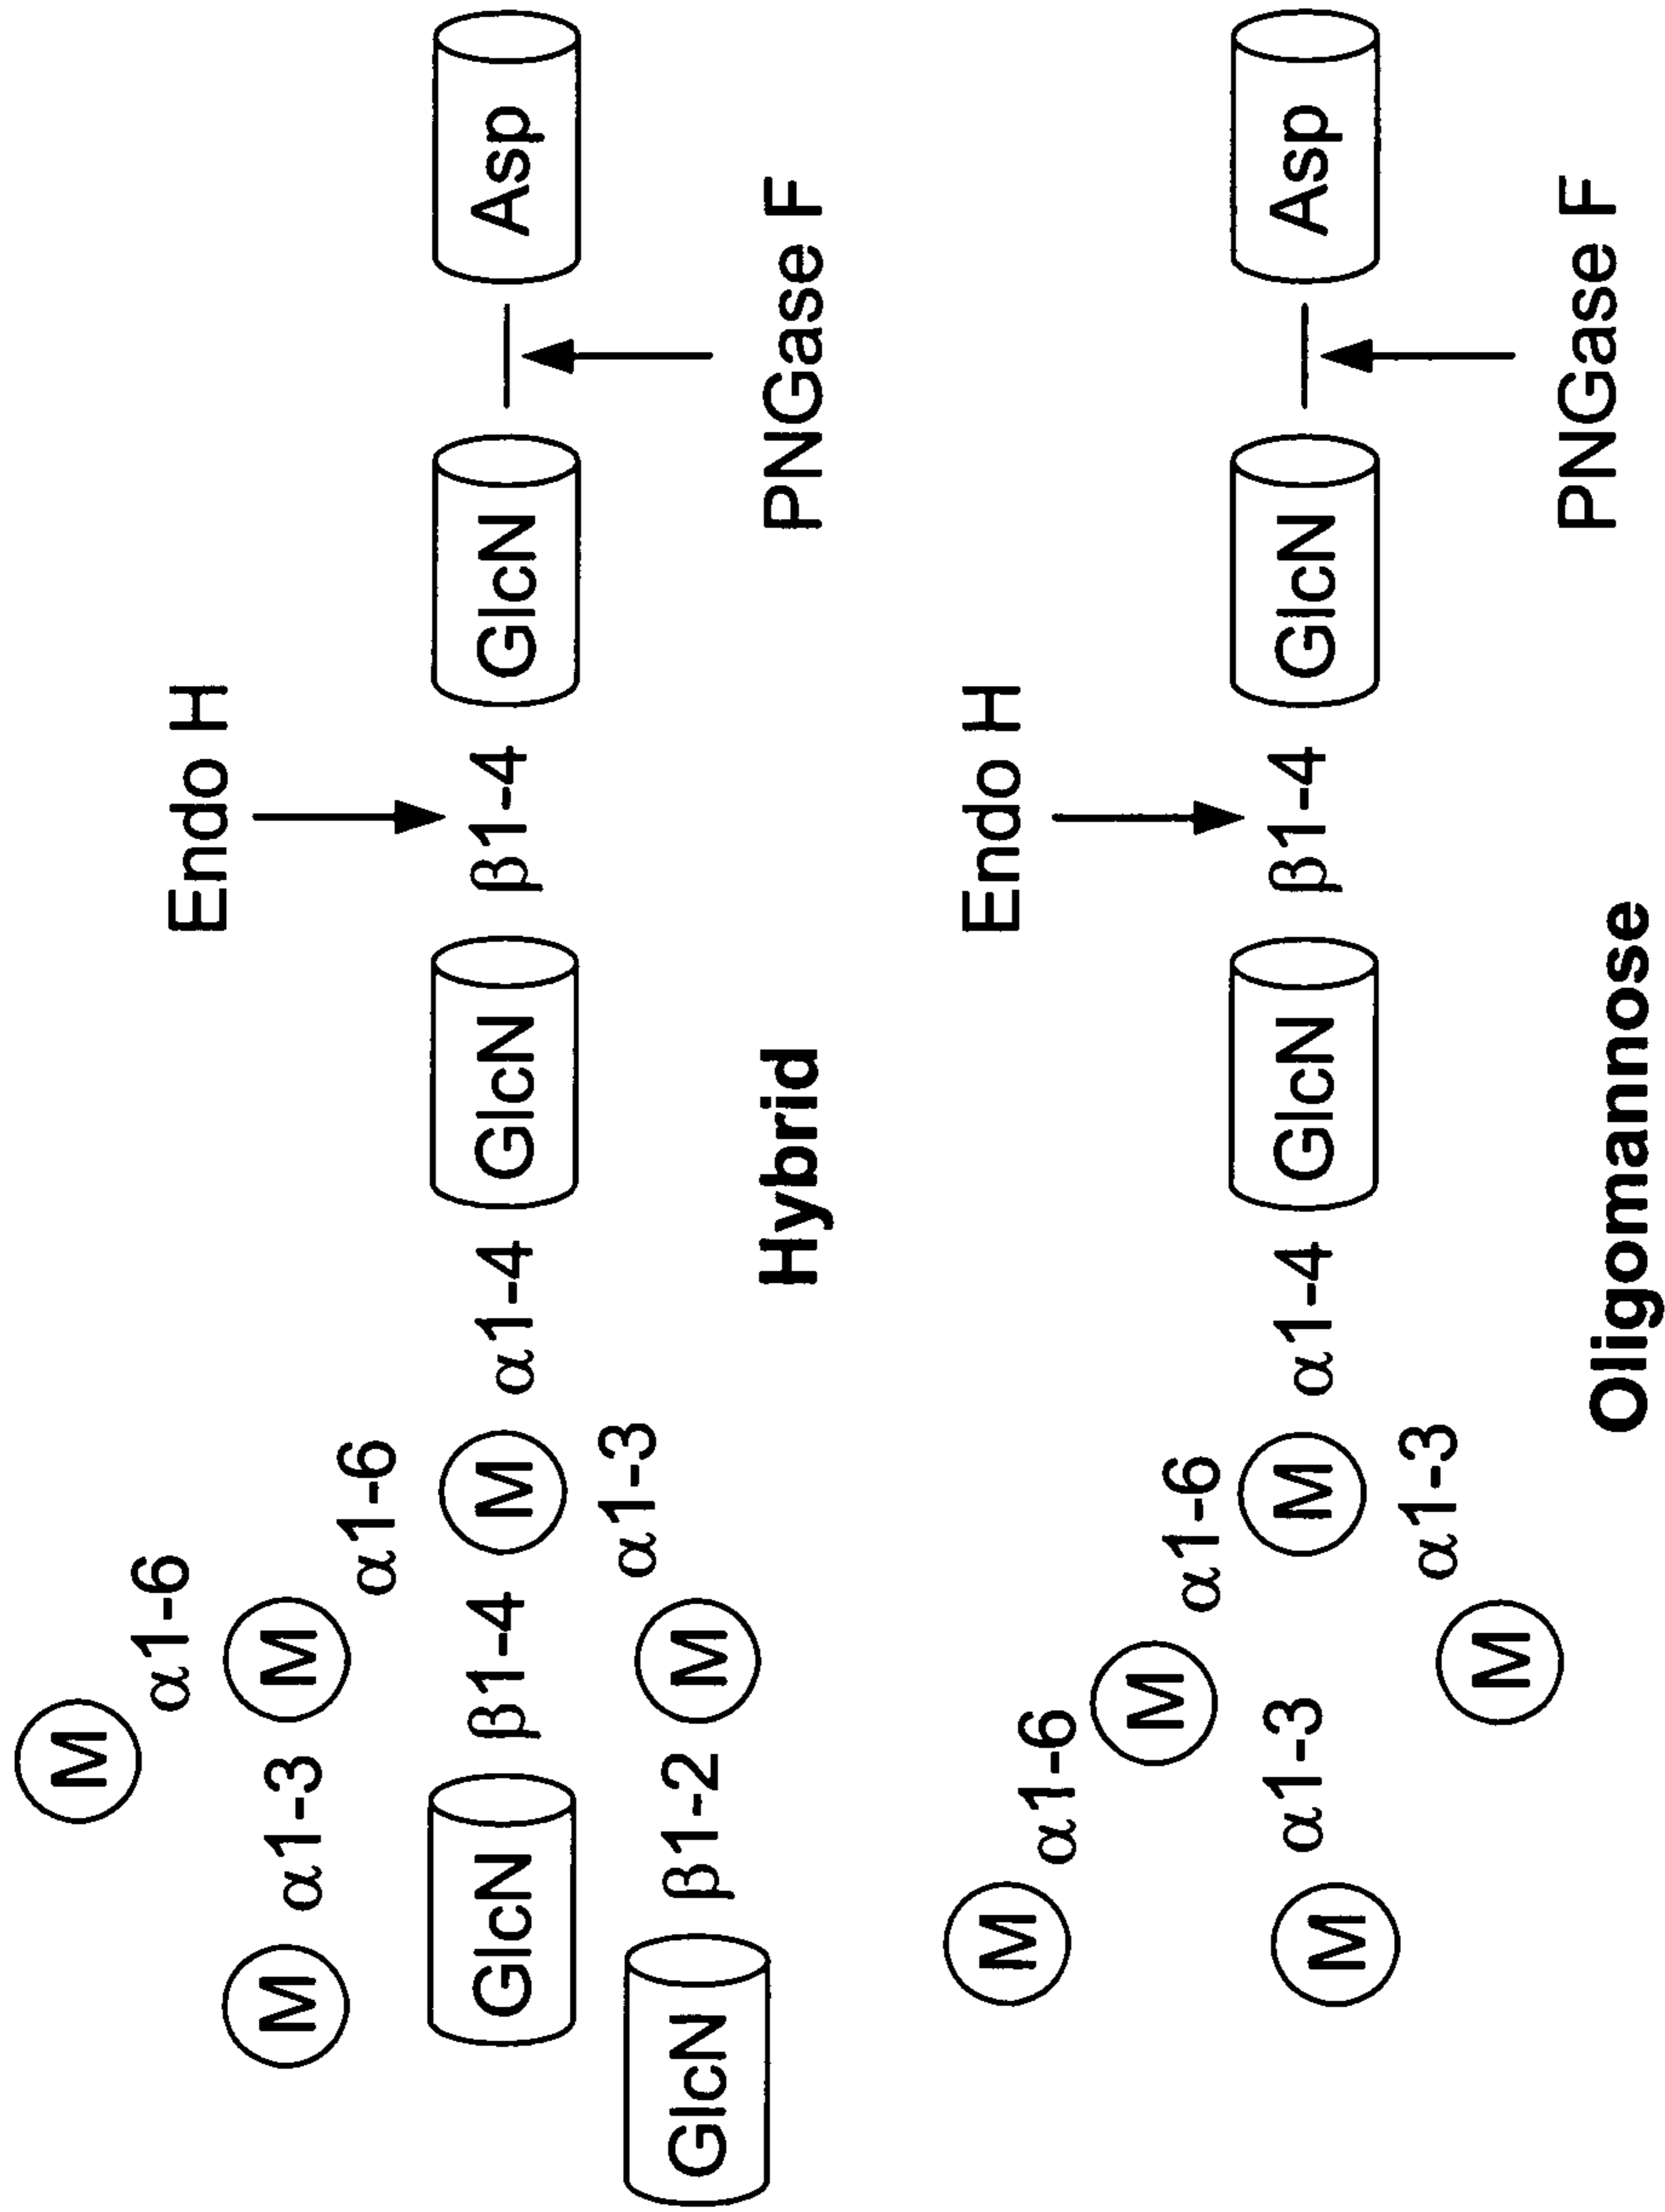 M
α1-6
Endo H
M α1-3 M
α1-6
GlcN β1-4 M α1-4 GlcN β1-4 GlcN Asp
α1-3
GlcN β1-2 M
Hybrid
PNGase F
M
Endo H
α1-6
M
α1-6
M α1-3 M α1-4 GlcN β1-4 GlcN Asp
α1-3
M
PNGase F
Oligomannose